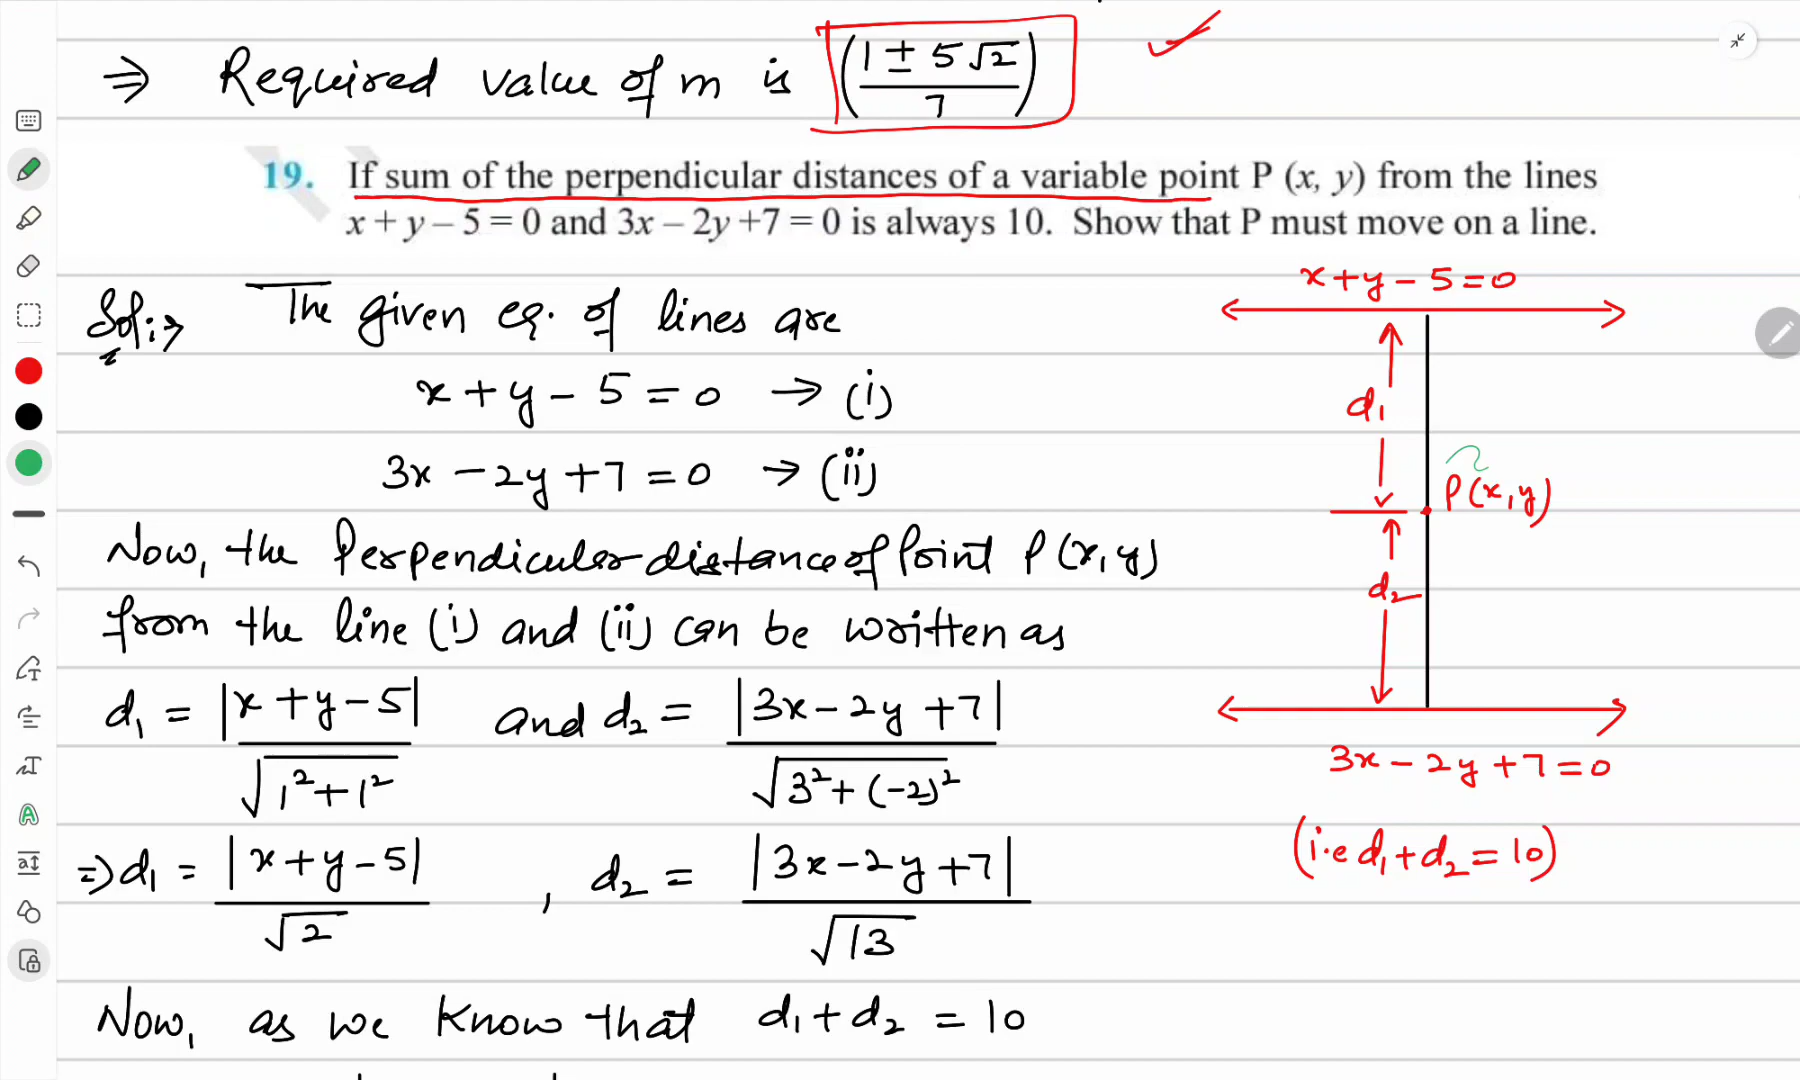 ⇒ Required value of m is (1 ± 5√2 / 7)
19. If sum of the perpendicular distances of a variable point P (x, y) from the lines
x + y – 5 = 0 and 3x – 2y +7 = 0 is always 10. Show that P must move on a line.
Sol:⇒ The given eq. of lines are
x + y - 5 = 0 → (i)
3x - 2y + 7 = 0 → (ii)
Now, the Perpendicular distance of Point P(x, y)
from the line (i) and (ii) can be written as
d₁ = |x + y - 5| / √(1² + 1²) and d₂ = |3x - 2y + 7| / √(3² + (-2)²)
⇒ d₁ = |x + y - 5| / √2 , d₂ = |3x - 2y + 7| / √13
Now, as we know that d₁ + d₂ = 10
x + y - 5 = 0
d₁
P(x, y)
d₂
3x - 2y + 7 = 0
(i.e d₁ + d₂ = 10)